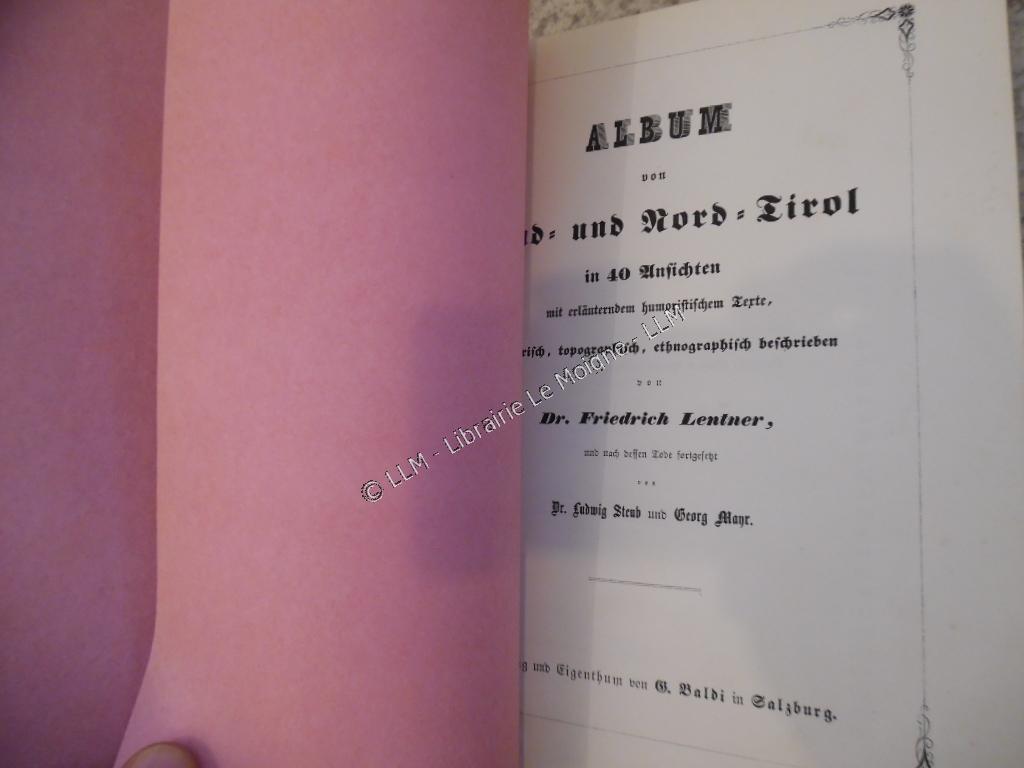 ALBUM
von
und Nord-Tirol
in 40 Ansichten
mit erläuterndem humoristischem Texte,
topographisch, ethnographisch beschrieben
von
Dr. Friedrich Lentner,
und nach dessen Tode fortgesetzt
von
Dr. Ludwig Steub und Georg Mayr.
und Eigenthum von G. Baldi in Salzburg.
© LLM - Librairie Le Moigne - LLM